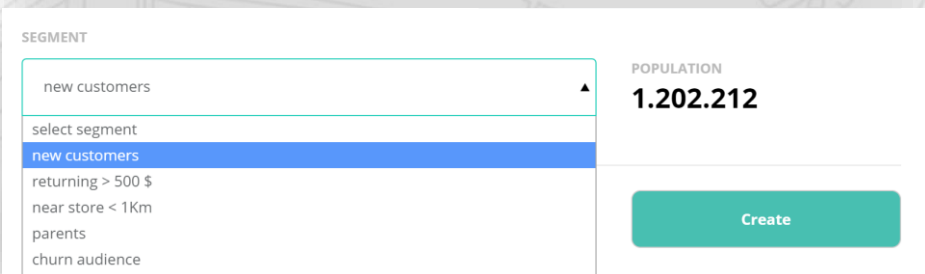 SEGMENT
new customers
POPULATION
1.202.212
select segment
new customers
returning > 500 $
near store < 1Km
parents
churn audience
Create